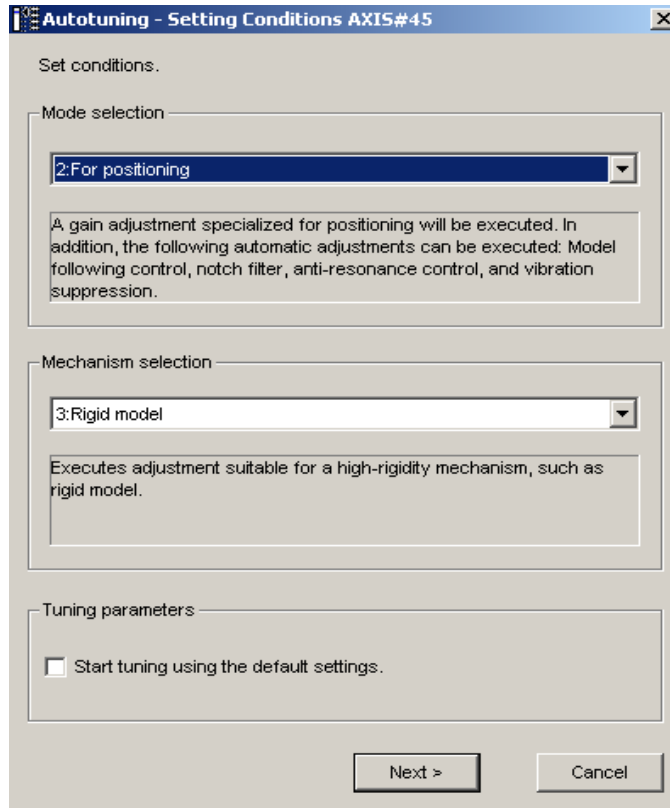 Autotuning - Setting Conditions AXIS#45
Set conditions.
Mode selection
2:For positioning
A gain adjustment specialized for positioning will be executed. In
addition, the following automatic adjustments can be executed: Model
following control, notch filter, anti-resonance control, and vibration
suppression.
Mechanism selection
3:Rigid model
Executes adjustment suitable for a high-rigidity mechanism, such as
rigid model.
Tuning parameters
Start tuning using the default settings.
Next >
Cancel